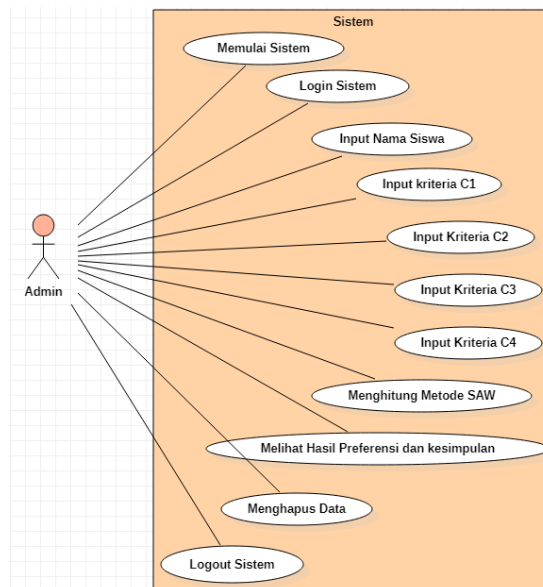 Sistem
Memulai Sistem
Login Sistem
Input Nama Siswa
Input kriteria C1
Input Kriteria C2
Admin
Input Kriteria C3
Input Kriteria C4
Menghitung Metode SAW
Melihat Hasil Preferensi dan kesimpulan
Menghapus Data
Logout Sistem